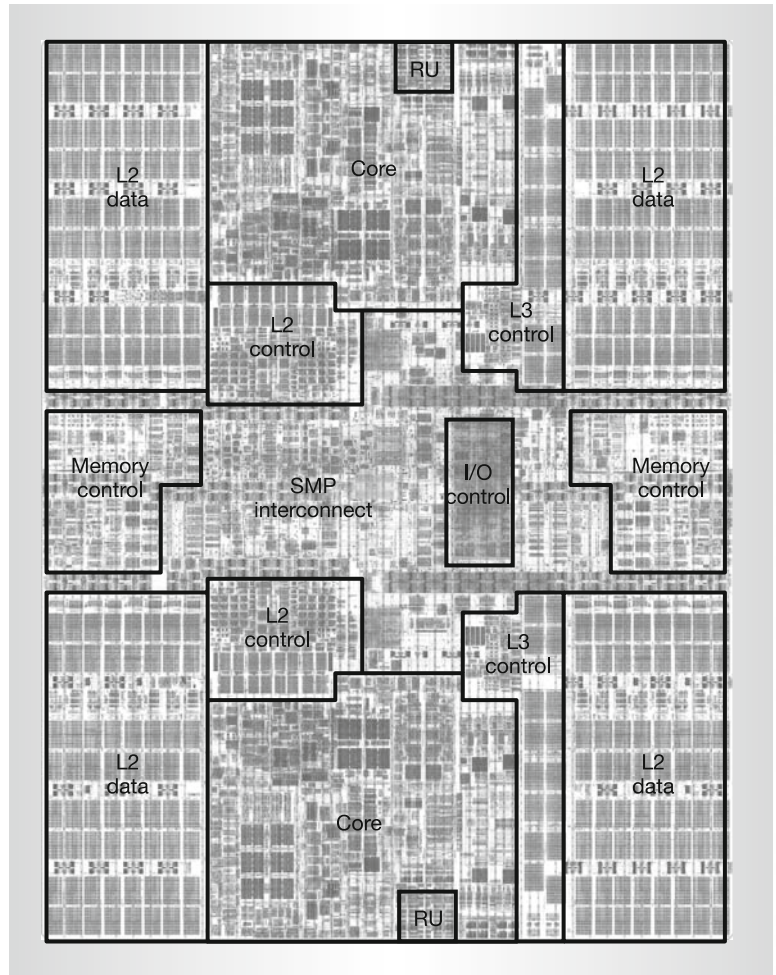 RU
Core
L2
data
L2
data
L2
control
L3
control
Memory
control
SMP
interconnect
I/O
control
Memory
control
L2
control
L3
control
L2
data
Core
L2
data
RU